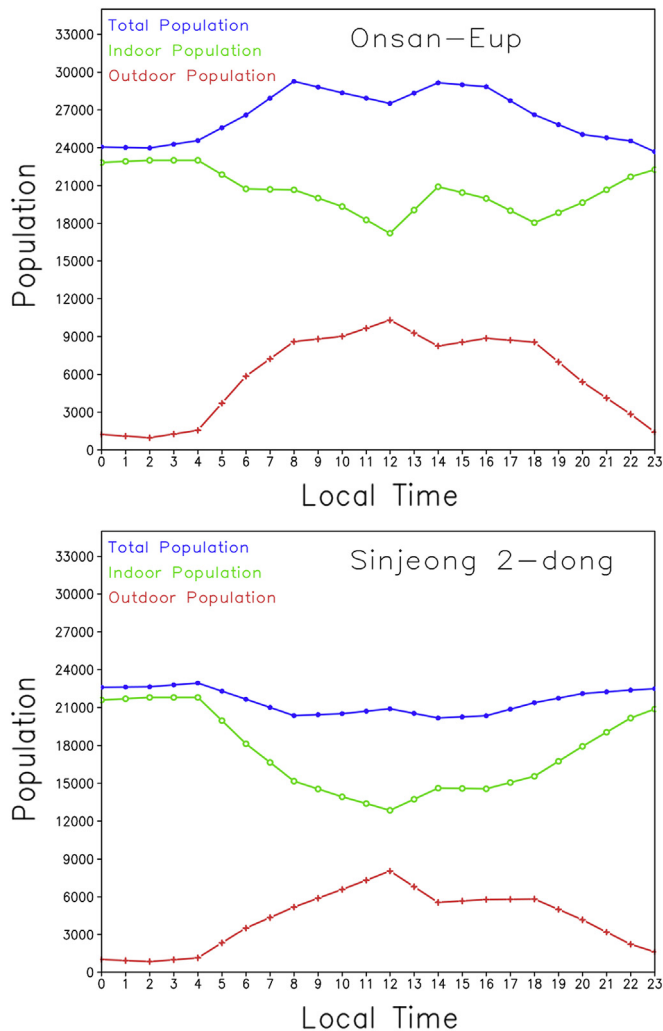 Onsan-Eup
Total Population
Indoor Population
Outdoor Population
Population
33000
30000
27000
24000
21000
18000
15000
12000
9000
6000
3000
0
0 1 2 3 4 5 6 7 8 9 10 11 12 13 14 15 16 17 18 19 20 21 22 23
Local Time
Sinjeong 2-dong
Total Population
Indoor Population
Outdoor Population
Population
33000
30000
27000
24000
21000
18000
15000
12000
9000
6000
3000
0
0 1 2 3 4 5 6 7 8 9 10 11 12 13 14 15 16 17 18 19 20 21 22 23
Local Time